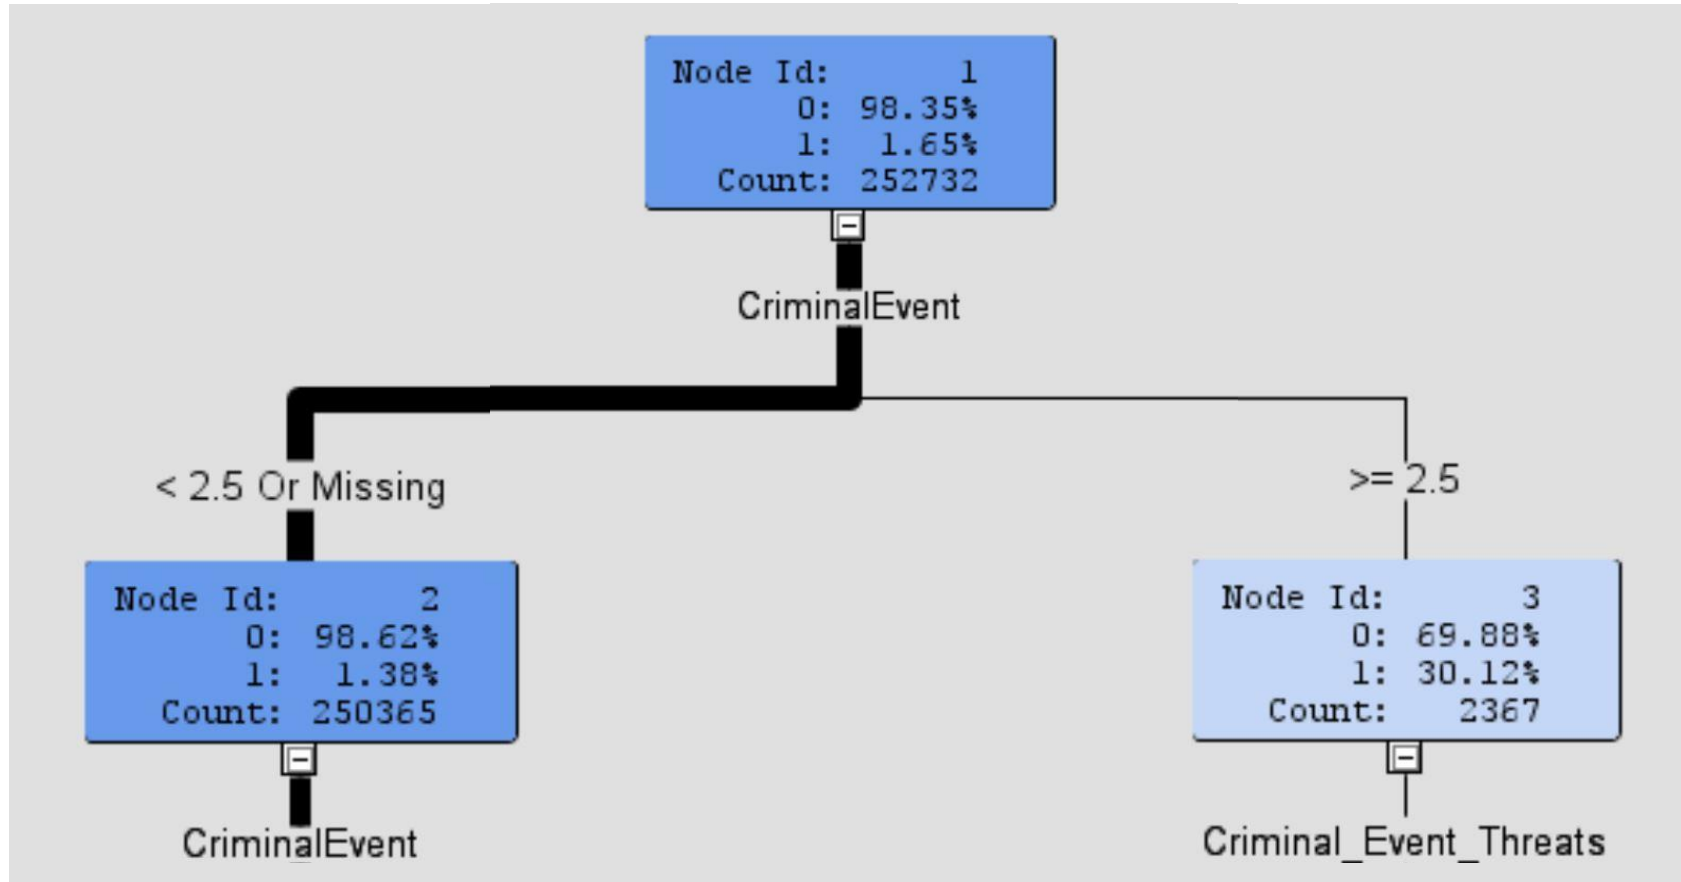 Node Id: 1
0: 98.35%
1: 1.65%
Count: 252732
CriminalEvent
< 2.5 Or Missing
>= 2.5
Node Id: 2
0: 98.62%
1: 1.38%
Count: 250365
Node Id: 3
0: 69.88%
1: 30.12%
Count: 2367
CriminalEvent
Criminal_Event_Threats